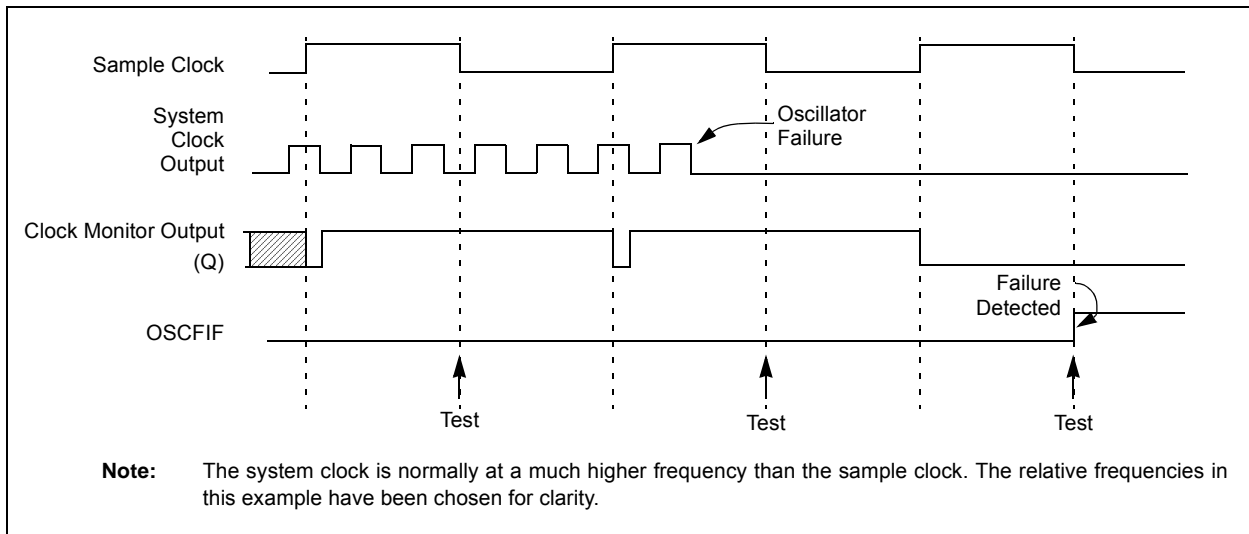 Sample Clock
System
Clock
Output
Oscillator
Failure
Clock Monitor Output
(Q)
Failure
Detected
OSCFIF
Test
Test
Test
Note: The system clock is normally at a much higher frequency than the sample clock. The relative frequencies in
this example have been chosen for clarity.